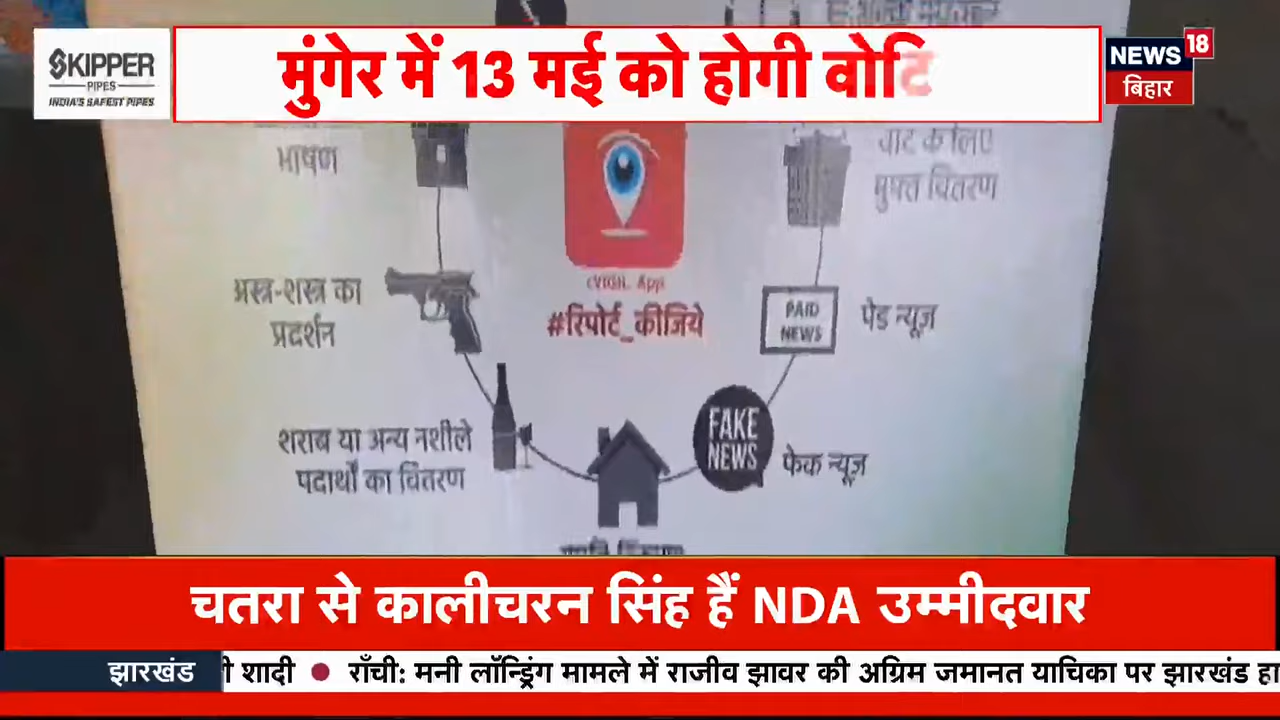 SKIPPER
PIPES
INDIA'S SAFEST PIPES
मुंगेर में 13 मई को होगी वोटि
NEWS 18
बिहार
भाषण
वोट के लिए
मुफ्त वितरण
अस्त्र-शस्त्र का
प्रदर्शन
cVIGIL App
#रिपोर्ट_कीजिये
PAID
NEWS
पेड न्यूज़
शराब या अन्य नशीले
पदार्थों का वितरण
FAKE
NEWS
फेक न्यूज़
चतरा से कालीचरन सिंह हैं NDA उम्मीदवार
झारखंड
ी शादी ● राँची: मनी लॉन्ड्रिंग मामले में राजीव झावर की अग्रिम जमानत याचिका पर झारखंड हा